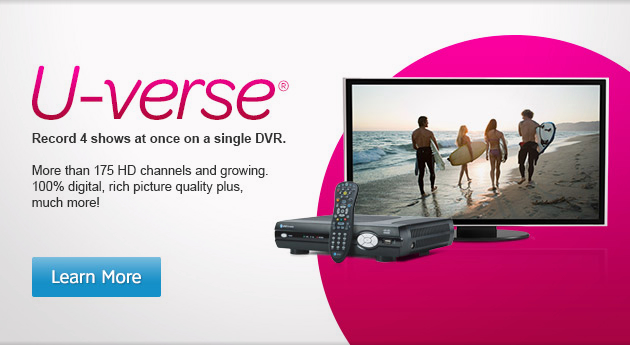 U-verse®
Record 4 shows at once on a single DVR.
More than 175 HD channels and growing.
100% digital, rich picture quality plus,
much more!
Learn More